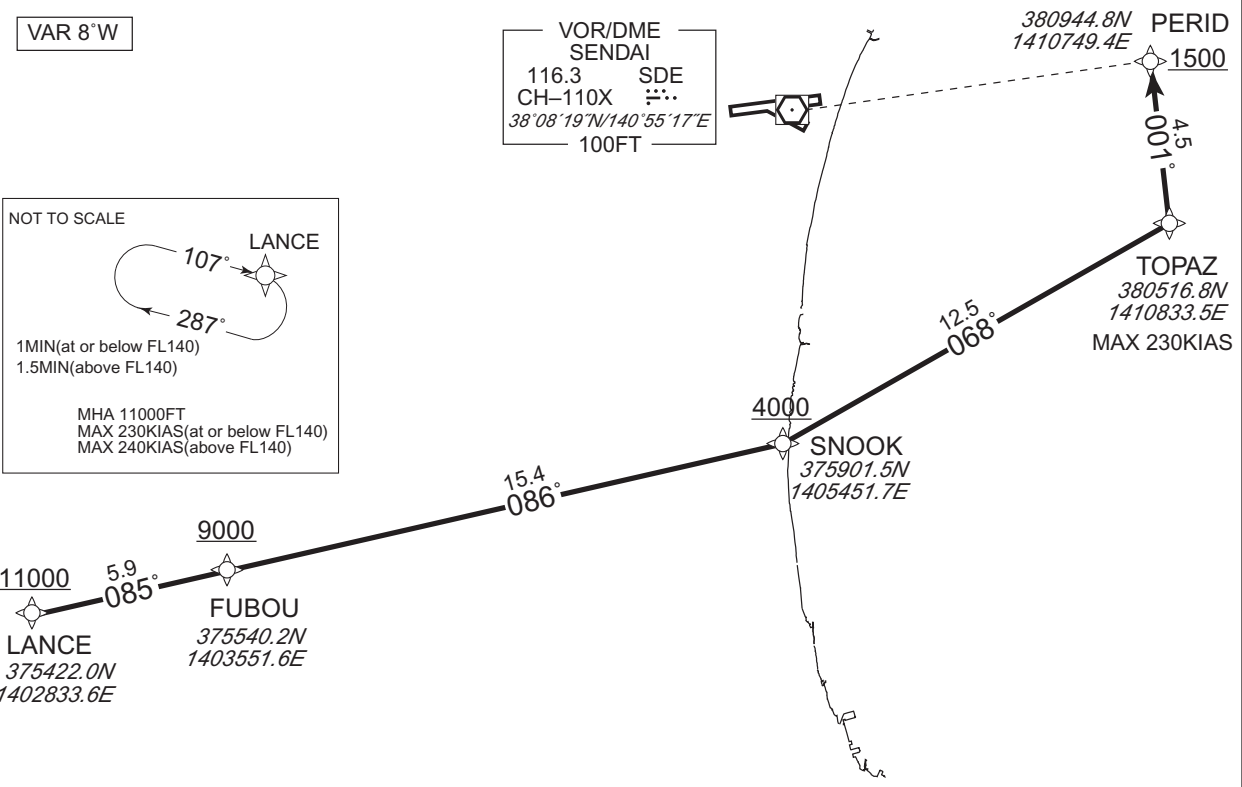 VAR 8°W
VOR/DME
SENDAI
116.3 SDE
CH–110X
38°08´19˝N/140°55´17˝E
100FT
380944.8N
1410749.4E
PERID
1500
4.5
001°
TOPAZ
380516.8N
1410833.5E
MAX 230KIAS
NOT TO SCALE
LANCE
107°
287°
1MIN(at or below FL140)
1.5MIN(above FL140)
MHA 11000FT
MAX 230KIAS(at or below FL140)
MAX 240KIAS(above FL140)
12.5
068°
4000
SNOOK
375901.5N
1405451.7E
15.4
086°
9000
FUBOU
375540.2N
1403551.6E
5.9
085°
11000
LANCE
375422.0N
1402833.6E